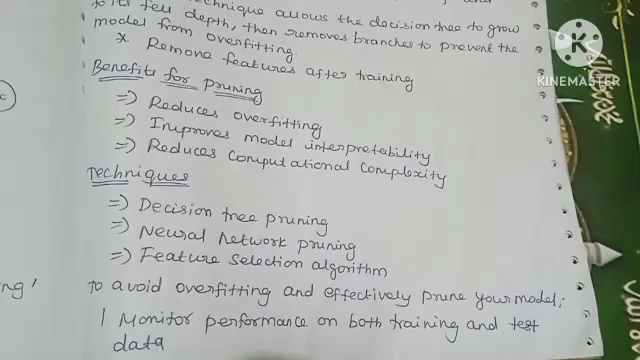 technique allows the decision tree to grow
to its full depth, then removes branches to prevent the
model from overfitting.
* Remove features after training
Benefits for pruning
=> Reduces overfitting
=> Improves model interpretability
=> Reduces computational complexity
Techniques
=> Decision tree pruning
=> Neural network pruning
=> Feature selection algorithm
To avoid overfitting and effectively prune your model;
1 Monitor performance on both training and test
data
KINEMASTER